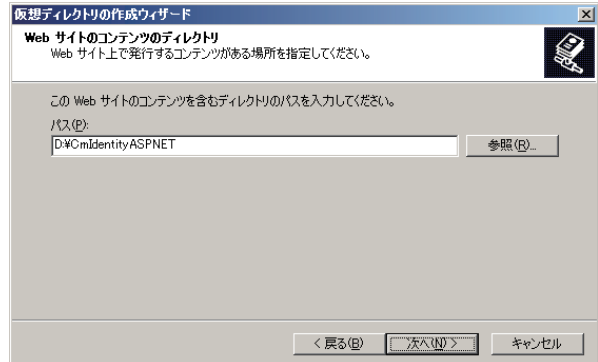 仮想ディレクトリの作成ウィザード
Web サイトのコンテンツのディレクトリ
Web サイト上で発行するコンテンツがある場所を指定してください。
この Web サイトのコンテンツを含むディレクトリのパスを入力してください。
パス(P):
D:¥CmIdentityASPNET
参照(R)...
< 戻る(B)
次へ(N) >
キャンセル